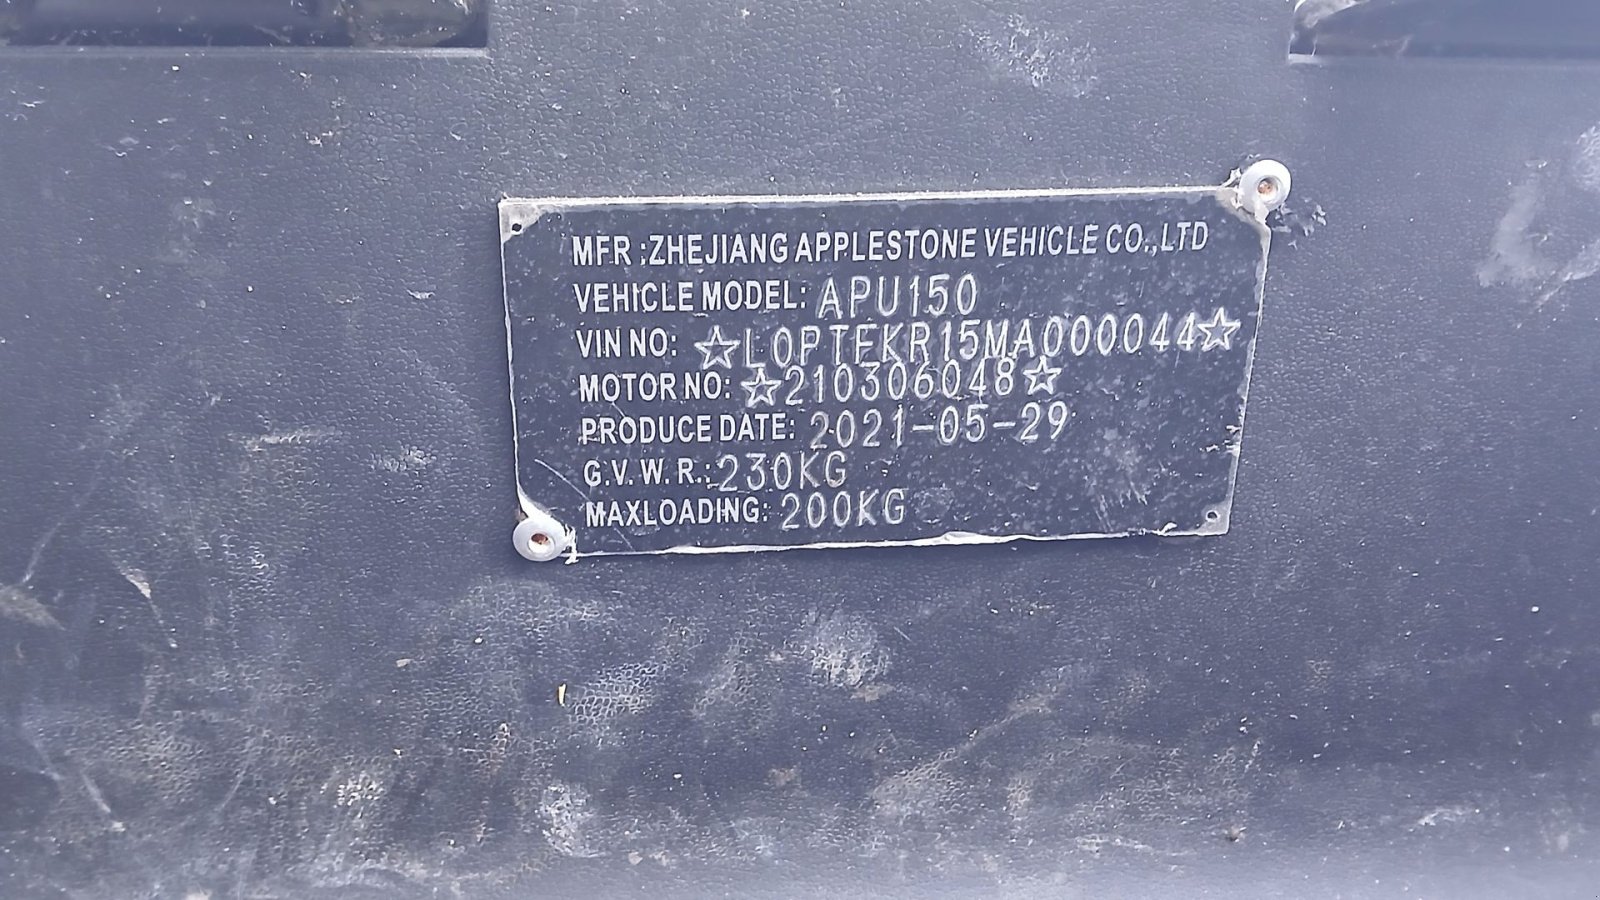 MFR :ZHEJIANG APPLESTONE VEHICLE CO.,LTD
VEHICLE MODEL: APU150
VIN NO: ☆L0PTFKR15MA000044☆
MOTOR NO: ☆210306048☆
PRODUCE DATE: 2021-05-29
G.V.W.R.: 230KG
MAXLOADING: 200KG